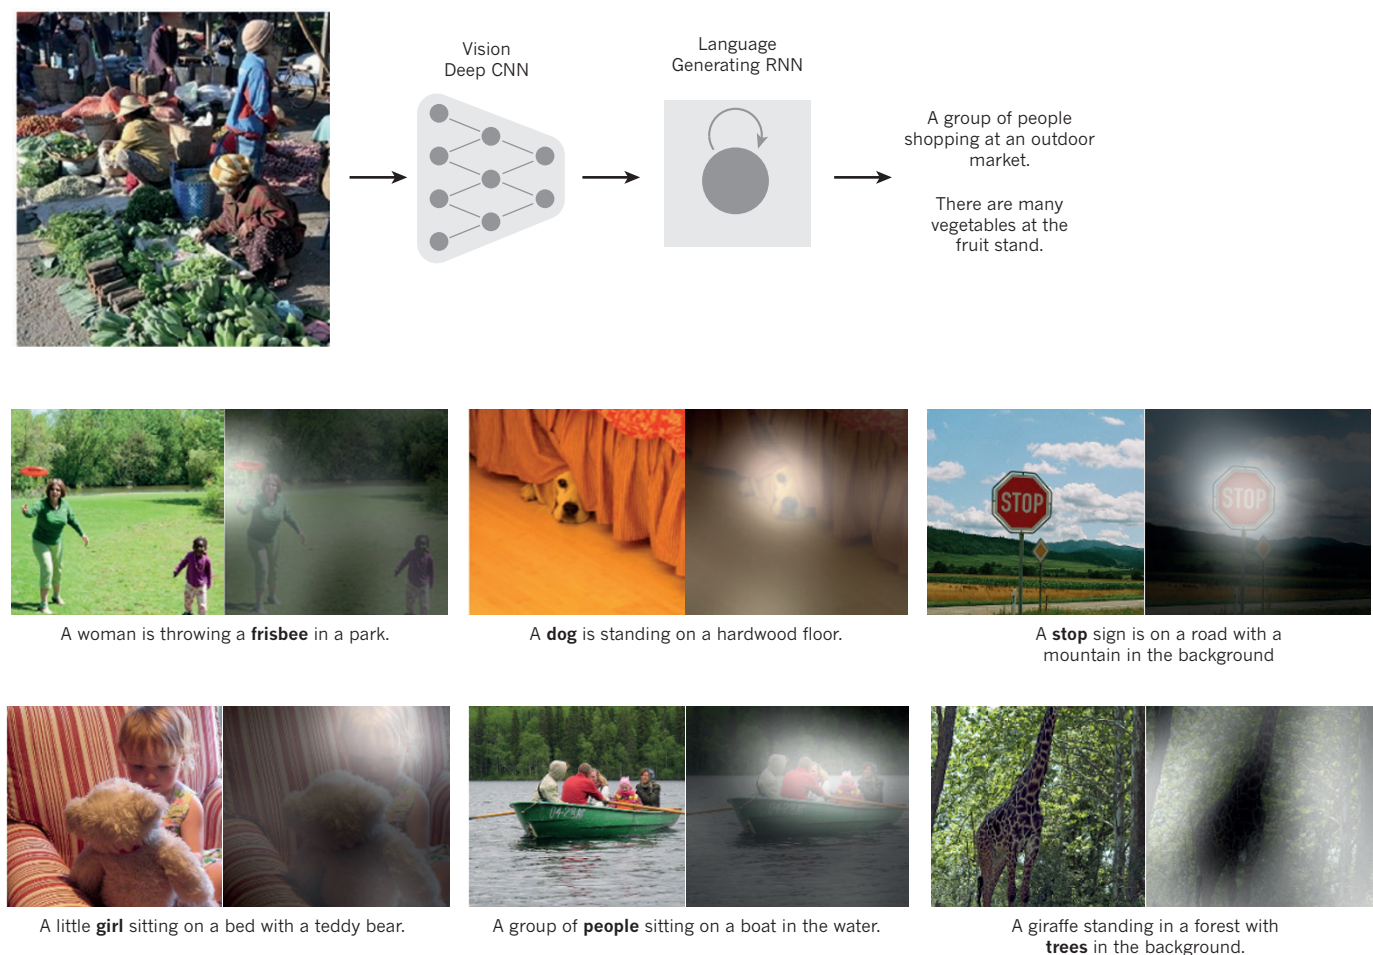 Vision
Deep CNN
Language
Generating RNN
A group of people
shopping at an outdoor
market.
There are many
vegetables at the
fruit stand.
STOP
STOP
A woman is throwing a frisbee in a park.
A dog is standing on a hardwood floor.
A stop sign is on a road with a
mountain in the background
A little girl sitting on a bed with a teddy bear.
A group of people sitting on a boat in the water.
A giraffe standing in a forest with
trees in the background.